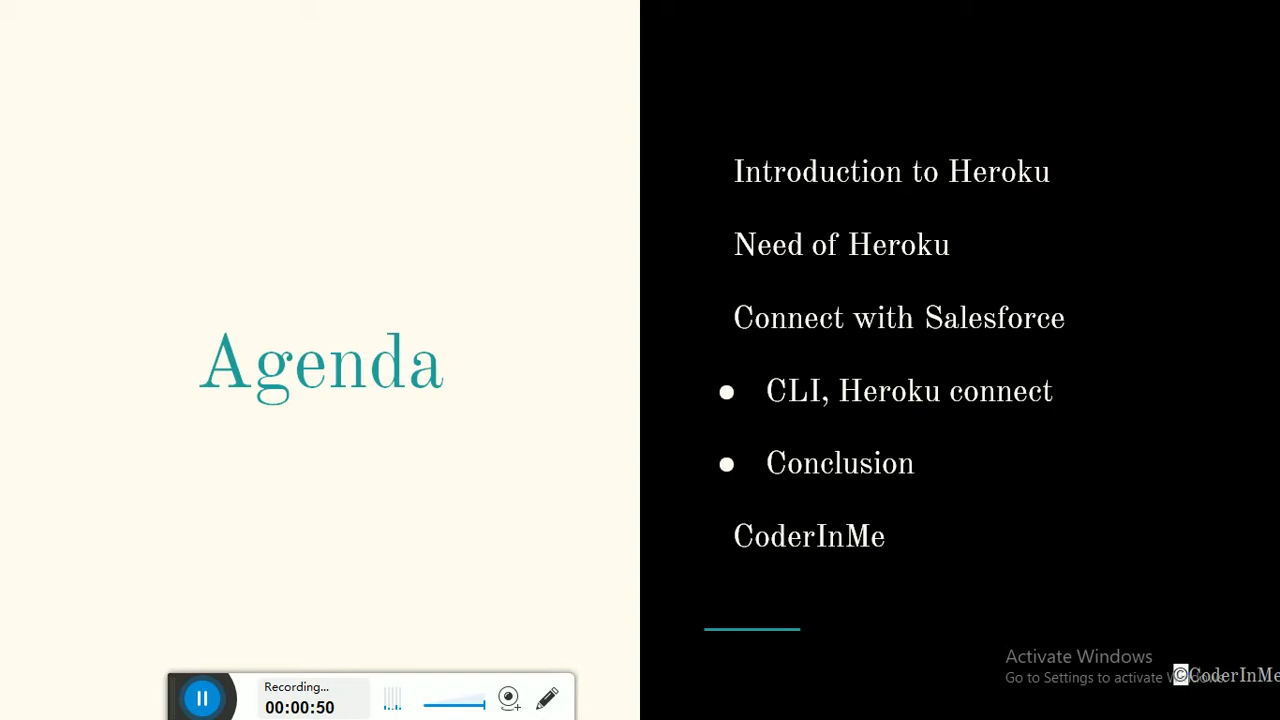 Agenda
Introduction to Heroku
Need of Heroku
Connect with Salesforce
● CLI, Heroku connect
● Conclusion
CoderInMe
Recording...
00:00:50
Activate Windows
Go to Settings to activate Windows.
©CoderInMe